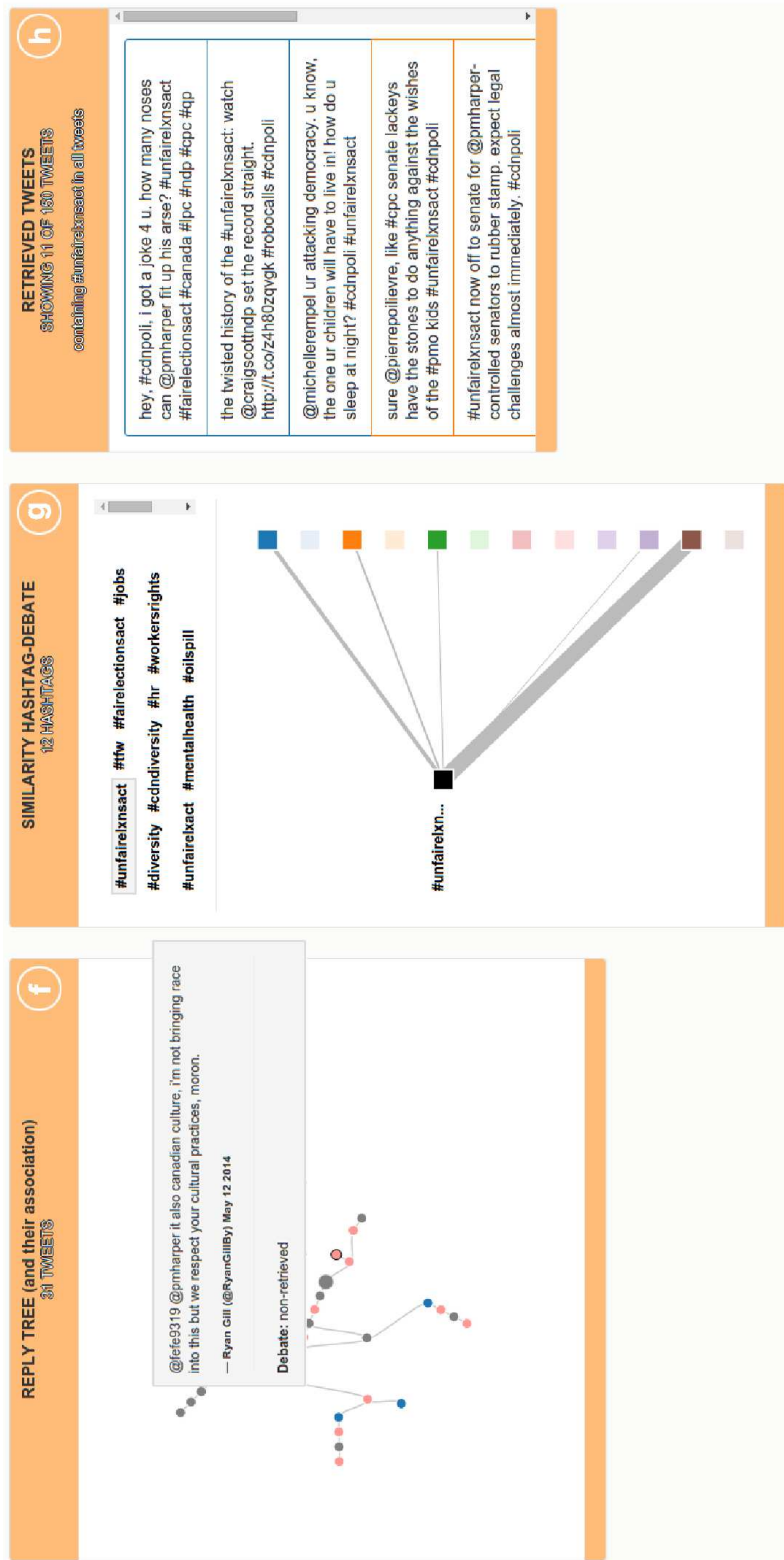 REPLY TREE (and their association)
31 TWEETS
f
@fefe9319 @pmharper it also canadian culture, i'm not bringing race
into this but we respect your cultural practices, moron.
— Ryan Gill (@RyanGillBy) May 12 2014
Debate: non-retrieved
SIMILARITY HASHTAG-DEBATE
12 HASHTAGS
g
#unfairelxnsact #tfw #fairelectionsact #jobs
#diversity #cdndiversity #hr #workersrights
#unfairelxact #mentalhealth #oilspill
#unfairelxn...
RETRIEVED TWEETS
SHOWING 11 OF 160 TWEETS
containing #unfairelxnsact in all tweets
h
hey, #cdnpoli, i got a joke 4 u. how many noses
can @pmharper fit up his arse? #unfairelxnsact
#fairelectionsact #canada #lpc #ndp #cpc #qp
the twisted history of the #unfairelxnsact: watch
@craigscottndp set the record straight.
http://t.co/z4h80zqvgk #robocalls #cdnpoli
@michellerempel ur attacking democracy. u know,
the one ur children will have to live in! how do u
sleep at night? #cdnpoli #unfairelxnsact
sure @pierrepoilievre, like #cpc senate lackeys
have the stones to do anything against the wishes
of the #pmo kids #unfairelxnsact #cdnpoli
#unfairelxnsact now off to senate for @pmharper-
controlled senators to rubber stamp. expect legal
challenges almost immediately. #cdnpoli